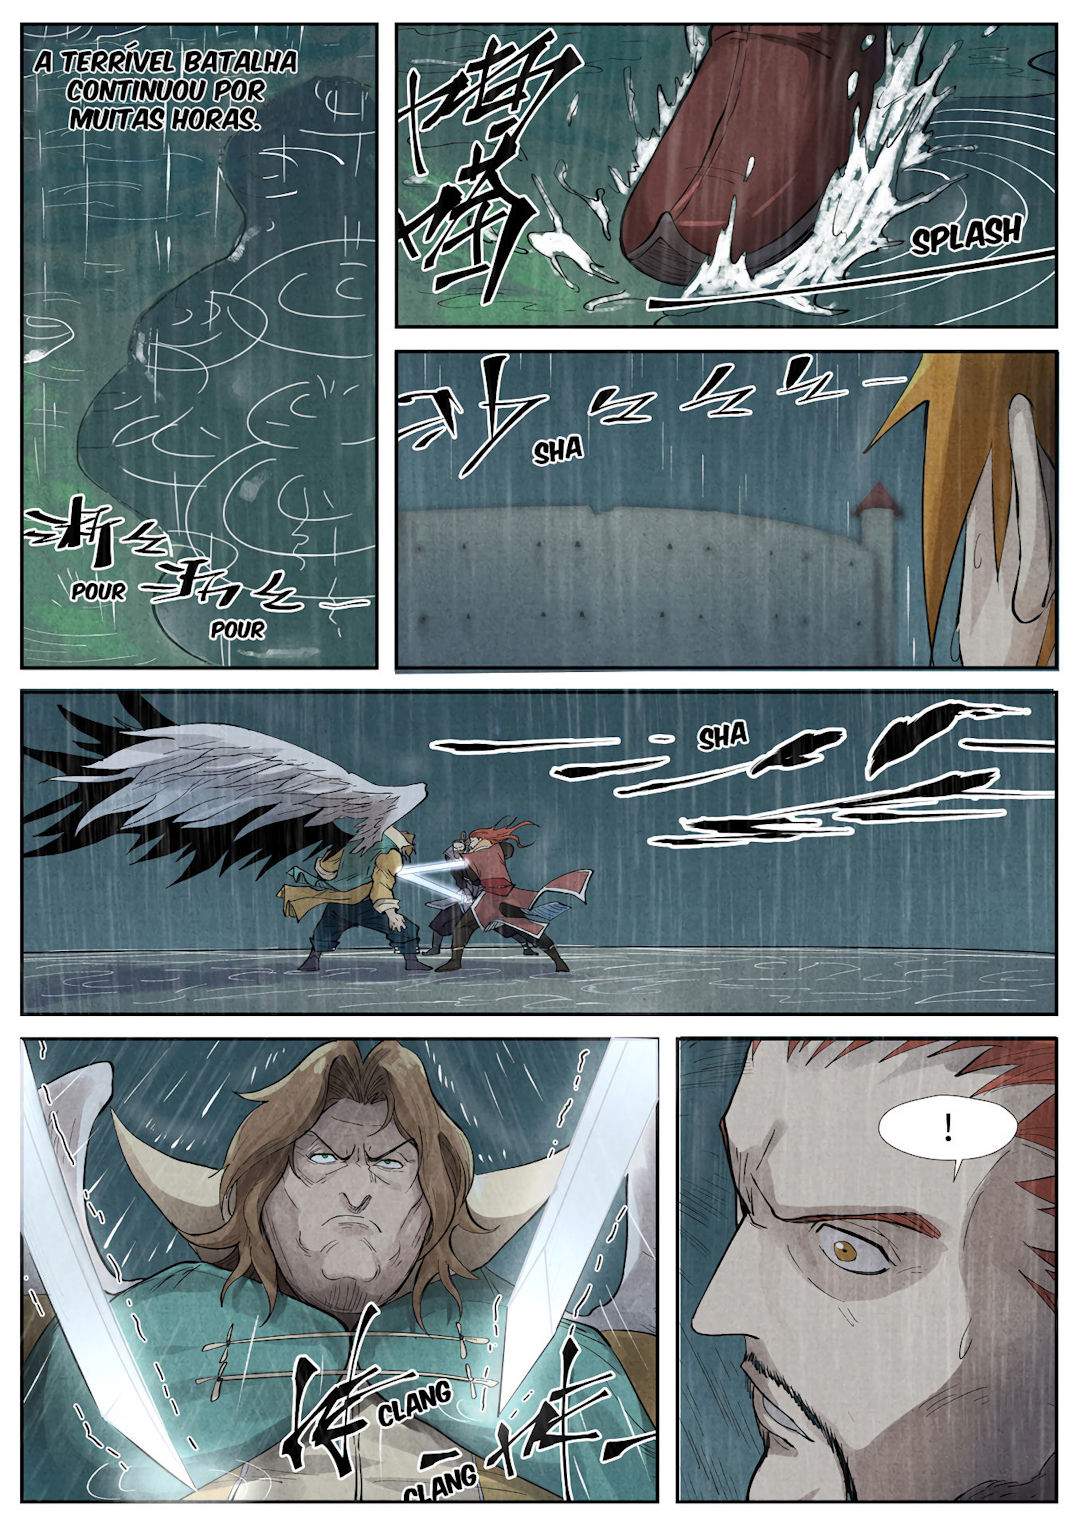 A TERRÍVEL BATALHA
CONTINUOU POR
MUITAS HORAS.
SPLASH
POUR
POUR
SHA
SHA
CLANG
CLANG
!